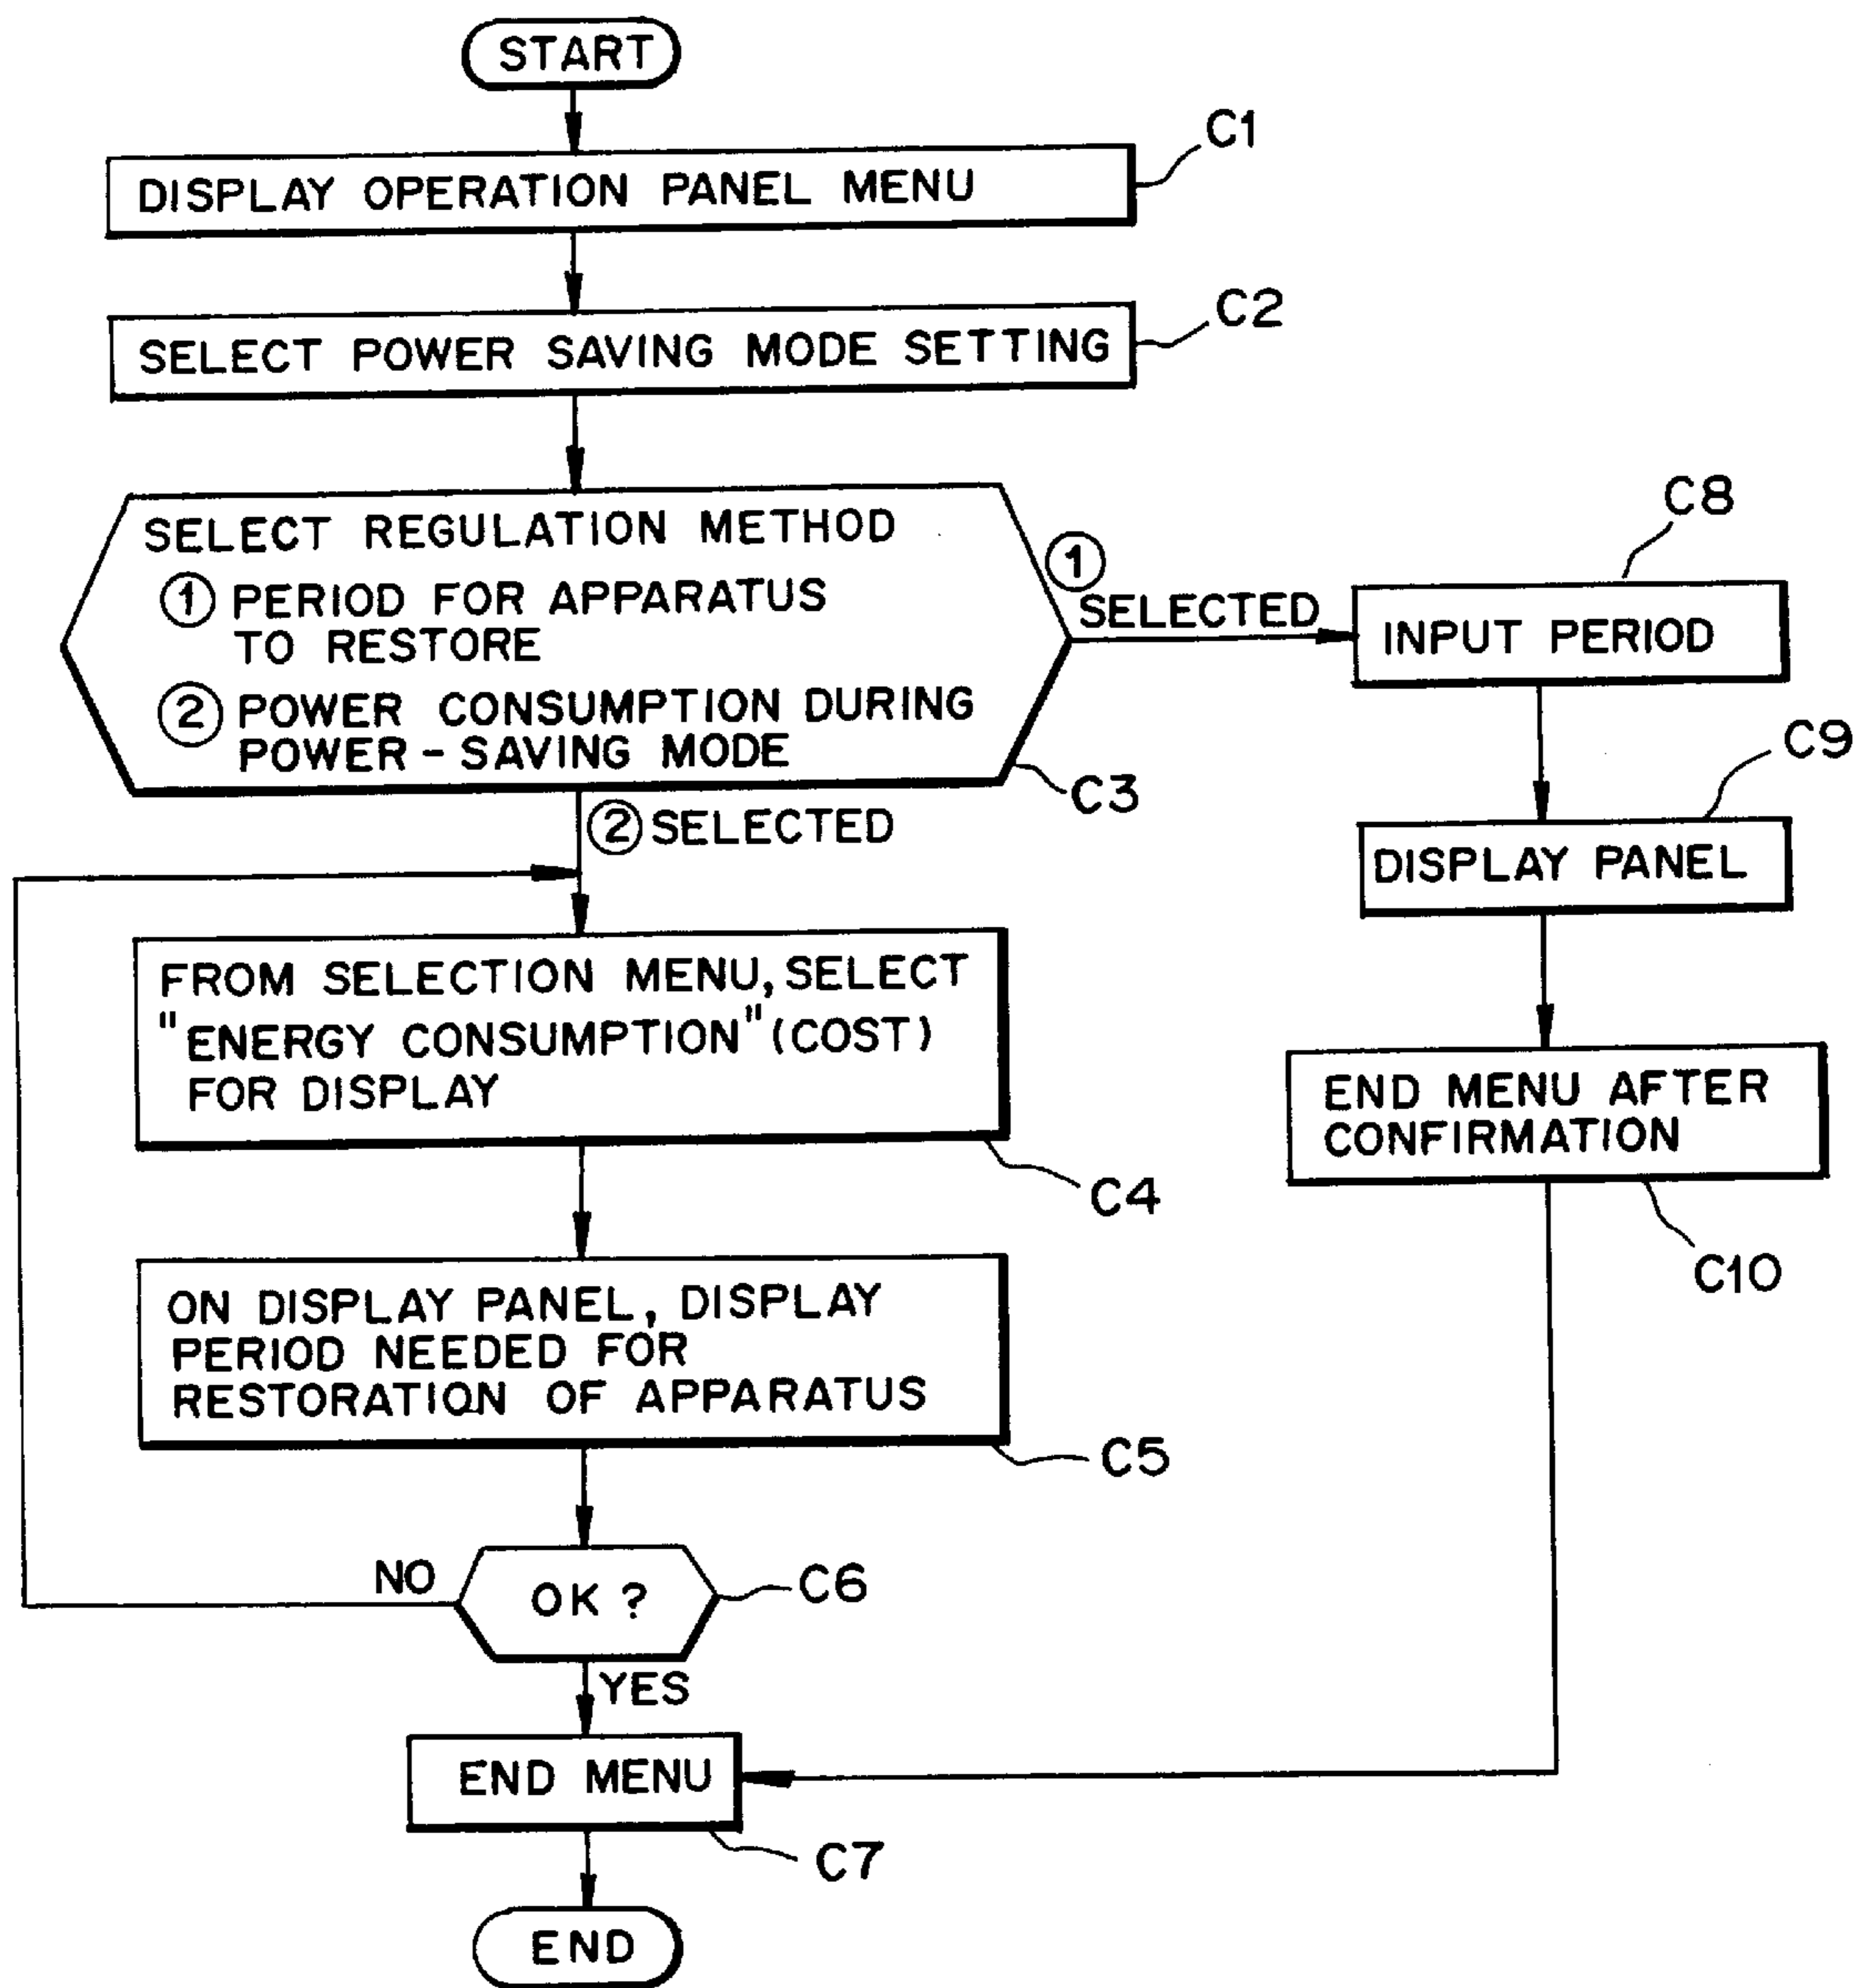 START
C1
DISPLAY OPERATION PANEL MENU
C2
SELECT POWER SAVING MODE SETTING
SELECT REGULATION METHOD
① PERIOD FOR APPARATUS
TO RESTORE
② POWER CONSUMPTION DURING
POWER-SAVING MODE
C3
①
SELECTED
C8
INPUT PERIOD
C9
DISPLAY PANEL
END MENU AFTER
CONFIRMATION
C10
② SELECTED
FROM SELECTION MENU, SELECT
"ENERGY CONSUMPTION" (COST)
FOR DISPLAY
C4
ON DISPLAY PANEL, DISPLAY
PERIOD NEEDED FOR
RESTORATION OF APPARATUS
C5
NO
OK ?
C6
YES
END MENU
C7
END